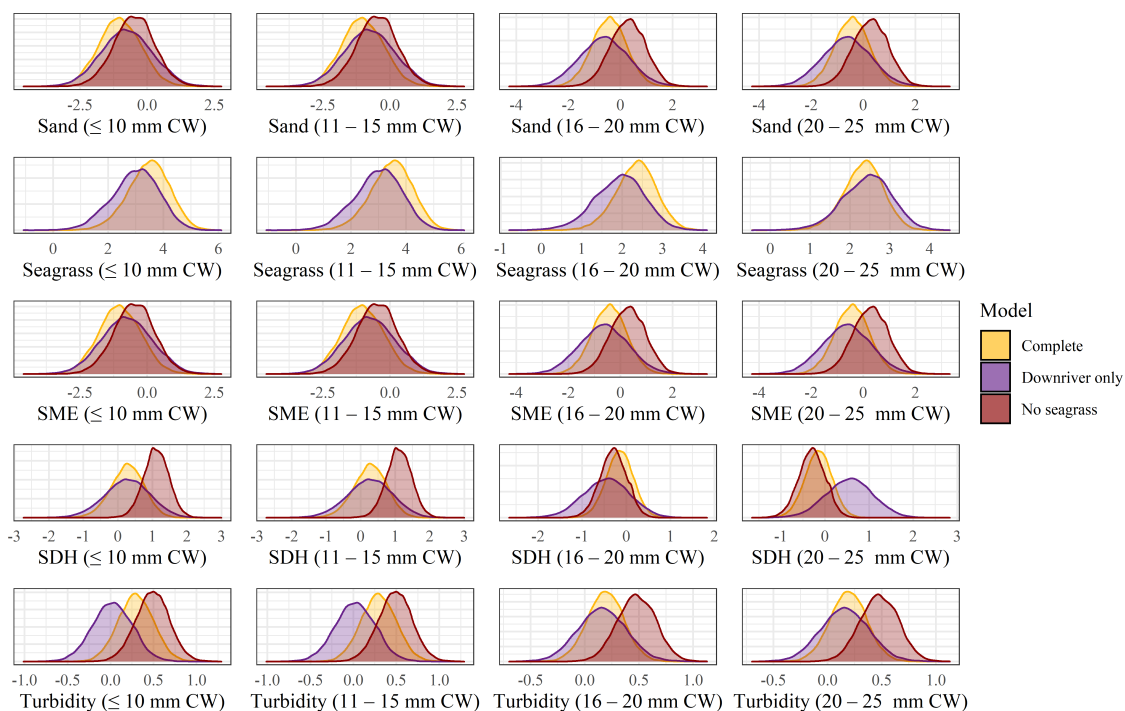 -2.5 0.0 2.5 -2.5 0.0 2.5 -4 -2 0 2 -4 -2 0 2
Sand (≤ 10 mm CW) Sand (11 – 15 mm CW) Sand (16 – 20 mm CW) Sand (20 – 25 mm CW)
0 2 4 6 0 2 4 6 -1 0 1 2 3 4 0 1 2 3 4
Seagrass (≤ 10 mm CW) Seagrass (11 – 15 mm CW) Seagrass (16 – 20 mm CW) Seagrass (20 – 25 mm CW)
-2.5 0.0 2.5 -2.5 0.0 2.5 -4 -2 0 2 -4 -2 0 2
SME (≤ 10 mm CW) SME (11 – 15 mm CW) SME (16 – 20 mm CW) SME (20 – 25 mm CW)
Model
Complete
Downriver only
No seagrass
-3 -2 -1 0 1 2 3 -3 -2 -1 0 1 2 3 -2 -1 0 1 2 -1 0 1 2 3
SDH (≤ 10 mm CW) SDH (11 – 15 mm CW) SDH (16 – 20 mm CW) SDH (20 – 25 mm CW)
-1.0 -0.5 0.0 0.5 1.0 -1.0 -0.5 0.0 0.5 1.0 -0.5 0.0 0.5 1.0 -0.5 0.0 0.5 1.0
Turbidity (≤ 10 mm CW) Turbidity (11 – 15 mm CW) Turbidity (16 – 20 mm CW) Turbidity (20 – 25 mm CW)